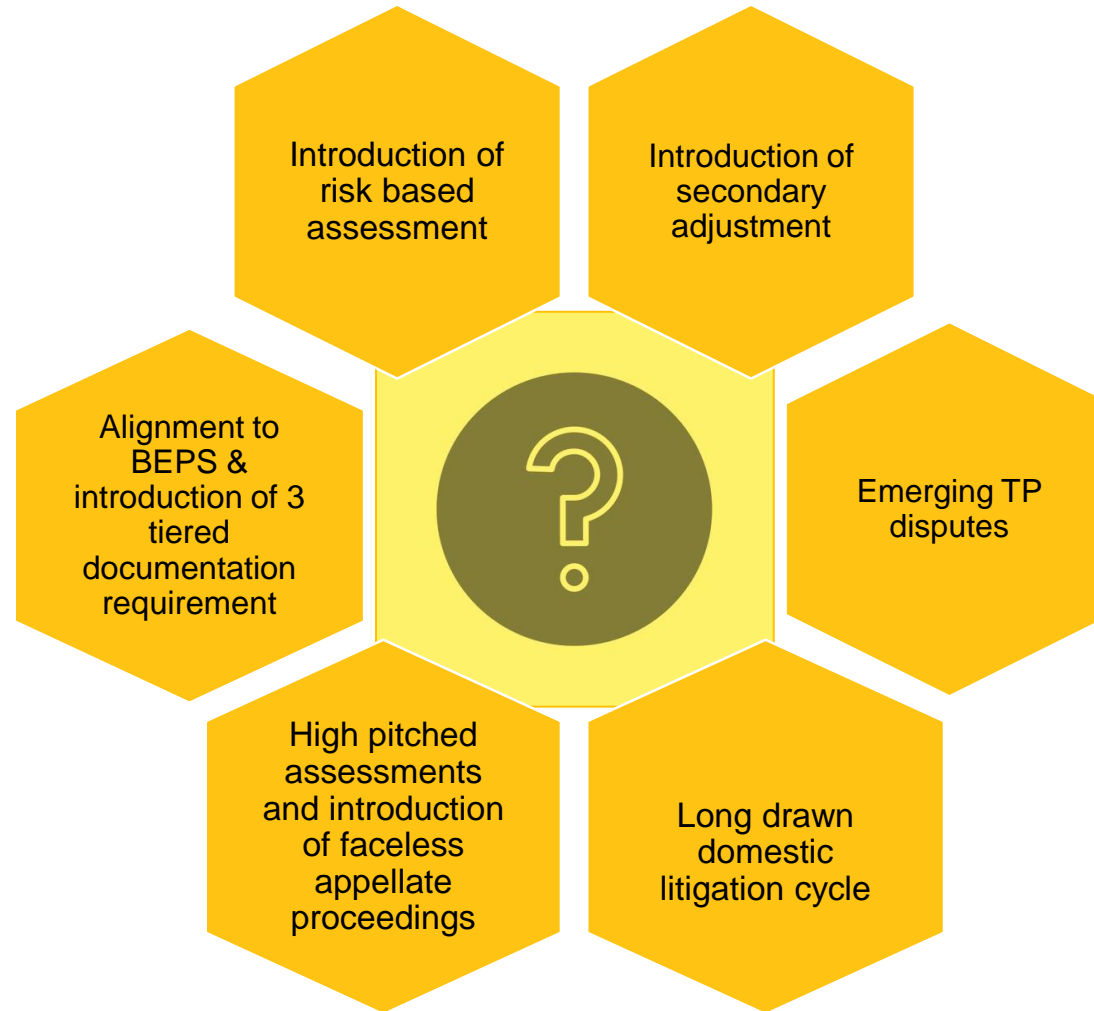 Introduction of
risk based
assessment
Introduction of
secondary
adjustment
Alignment to
BEPS &
introduction of 3
tiered
documentation
requirement
Emerging TP
disputes
High pitched
assessments
and introduction
of faceless
appellate
proceedings
Long drawn
domestic
litigation cycle
?